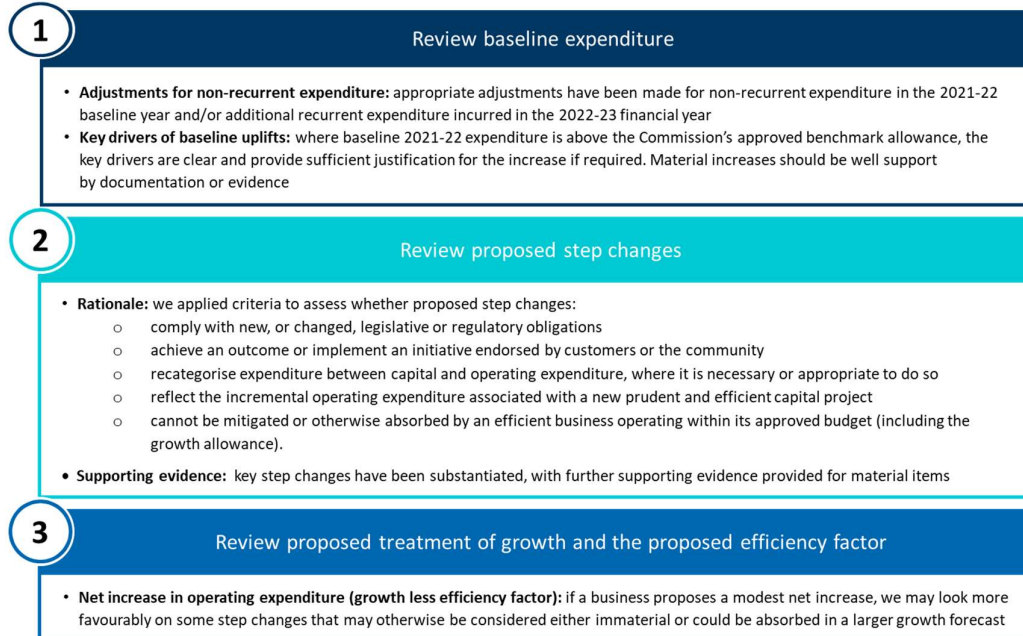 1
Review baseline expenditure
• Adjustments for non-recurrent expenditure: appropriate adjustments have been made for non-recurrent expenditure in the 2021-22
baseline year and/or additional recurrent expenditure incurred in the 2022-23 financial year
• Key drivers of baseline uplifts: where baseline 2021-22 expenditure is above the Commission's approved benchmark allowance, the
key drivers are clear and provide sufficient justification for the increase if required. Material increases should be well support
by documentation or evidence
2
Review proposed step changes
• Rationale: we applied criteria to assess whether proposed step changes:
o comply with new, or changed, legislative or regulatory obligations
o achieve an outcome or implement an initiative endorsed by customers or the community
o recategorise expenditure between capital and operating expenditure, where it is necessary or appropriate to do so
o reflect the incremental operating expenditure associated with a new prudent and efficient capital project
o cannot be mitigated or otherwise absorbed by an efficient business operating within its approved budget (including the
growth allowance).
• Supporting evidence: key step changes have been substantiated, with further supporting evidence provided for material items
3
Review proposed treatment of growth and the proposed efficiency factor
• Net increase in operating expenditure (growth less efficiency factor): if a business proposes a modest net increase, we may look more
favourably on some step changes that may otherwise be considered either immaterial or could be absorbed in a larger growth forecast